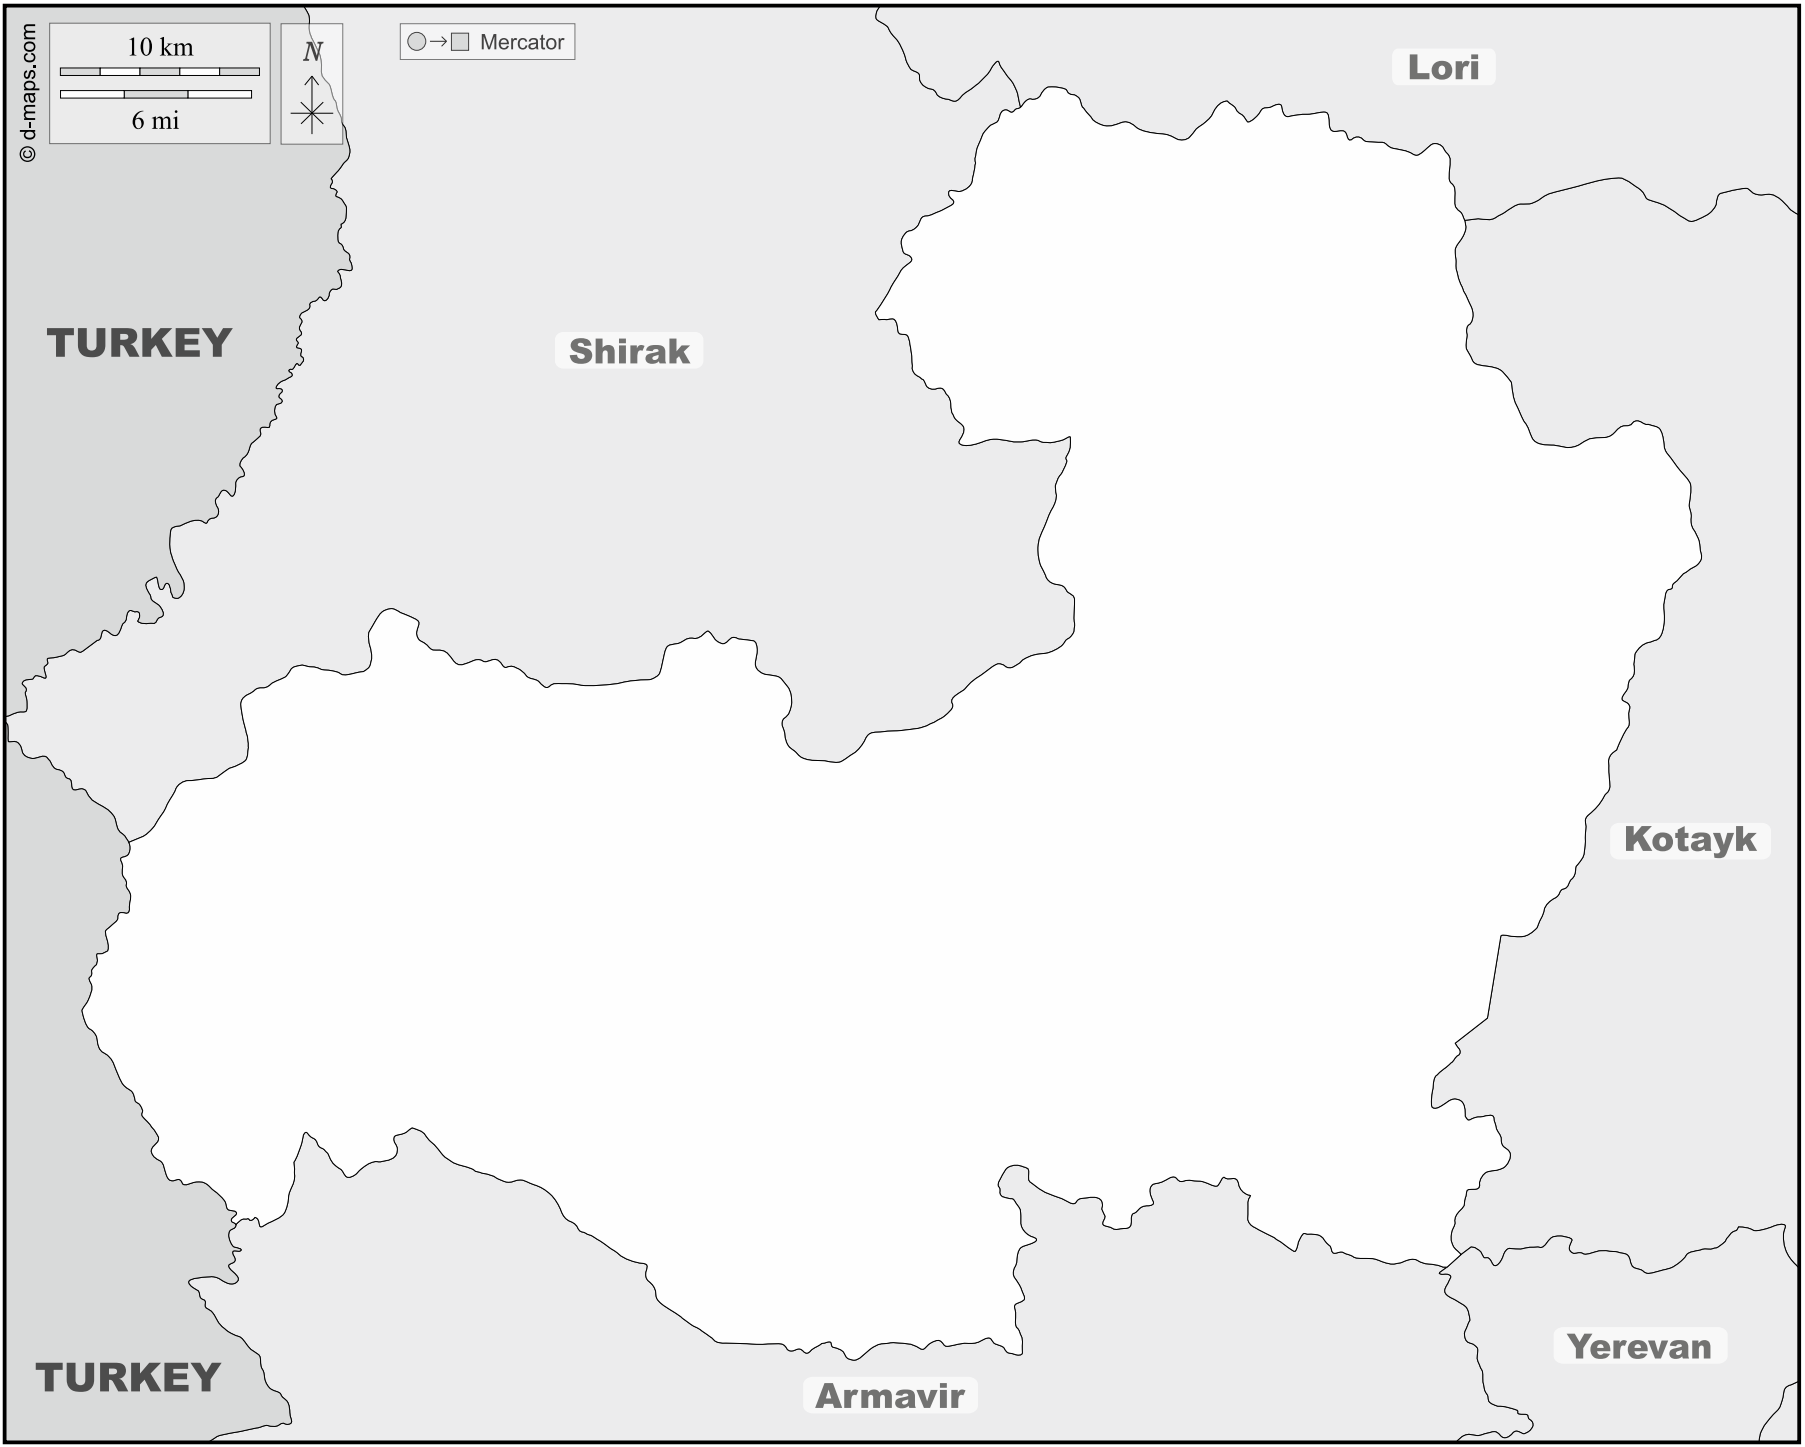 © d-maps.com
10 km
6 mi
N
Mercator
Lori
TURKEY
Shirak
Kotayk
Yerevan
TURKEY
Armavir